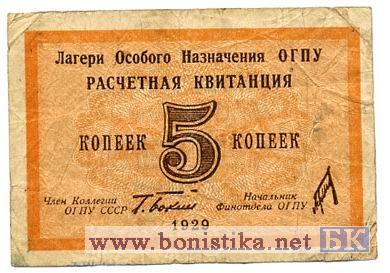 Лагери Особого Назначения ОГПУ
РАСЧЕТНАЯ КВИТАНЦИЯ
КОПЕЕК 5 КОПЕЕК
Член Коллегии
ОГПУ СССР
Г. Бокий
Начальник
Финотдела ОГПУ
1929
www.bonistika.net БК